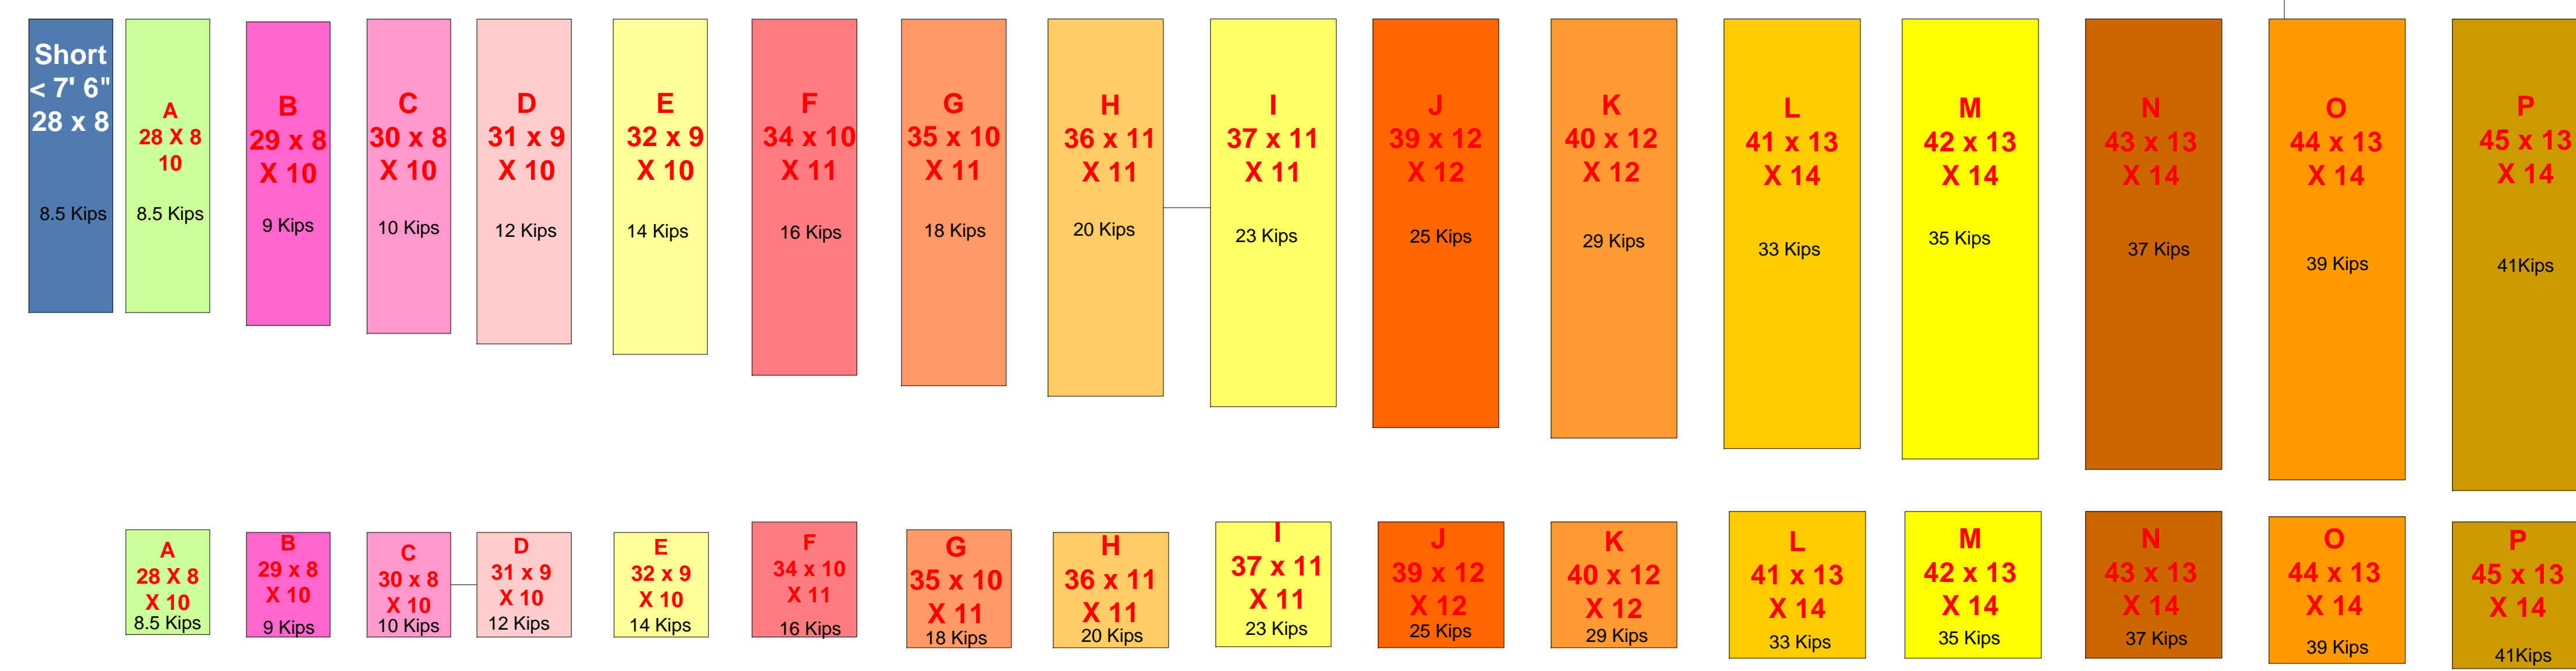 Short
< 7' 6"
28 x 8
8.5 Kips
A
28 X 8
10
8.5 Kips
B
29 x 8
X 10
9 Kips
C
30 x 8
X 10
10 Kips
D
31 x 9
X 10
12 Kips
E
32 x 9
X 10
14 Kips
F
34 x 10
X 11
16 Kips
G
35 x 10
X 11
18 Kips
H
36 x 11
X 11
20 Kips
I
37 x 11
X 11
23 Kips
J
39 x 12
X 12
25 Kips
K
40 x 12
X 12
29 Kips
L
41 x 13
X 14
33 Kips
M
42 x 13
X 14
35 Kips
N
43 x 13
X 14
37 Kips
O
44 x 13
X 14
39 Kips
P
45 x 13
X 14
41Kips
A
28 X 8
X 10
8.5 Kips
B
29 x 8
X 10
9 Kips
C
30 x 8
X 10
10 Kips
D
31 x 9
X 10
12 Kips
E
32 x 9
X 10
14 Kips
F
34 x 10
X 11
16 Kips
G
35 x 10
X 11
18 Kips
H
36 x 11
X 11
20 Kips
I
37 x 11
X 11
23 Kips
J
39 x 12
X 12
25 Kips
K
40 x 12
X 12
29 Kips
L
41 x 13
X 14
33 Kips
M
42 x 13
X 14
35 Kips
N
43 x 13
X 14
37 Kips
O
44 x 13
X 14
39 Kips
P
45 x 13
X 14
41Kips